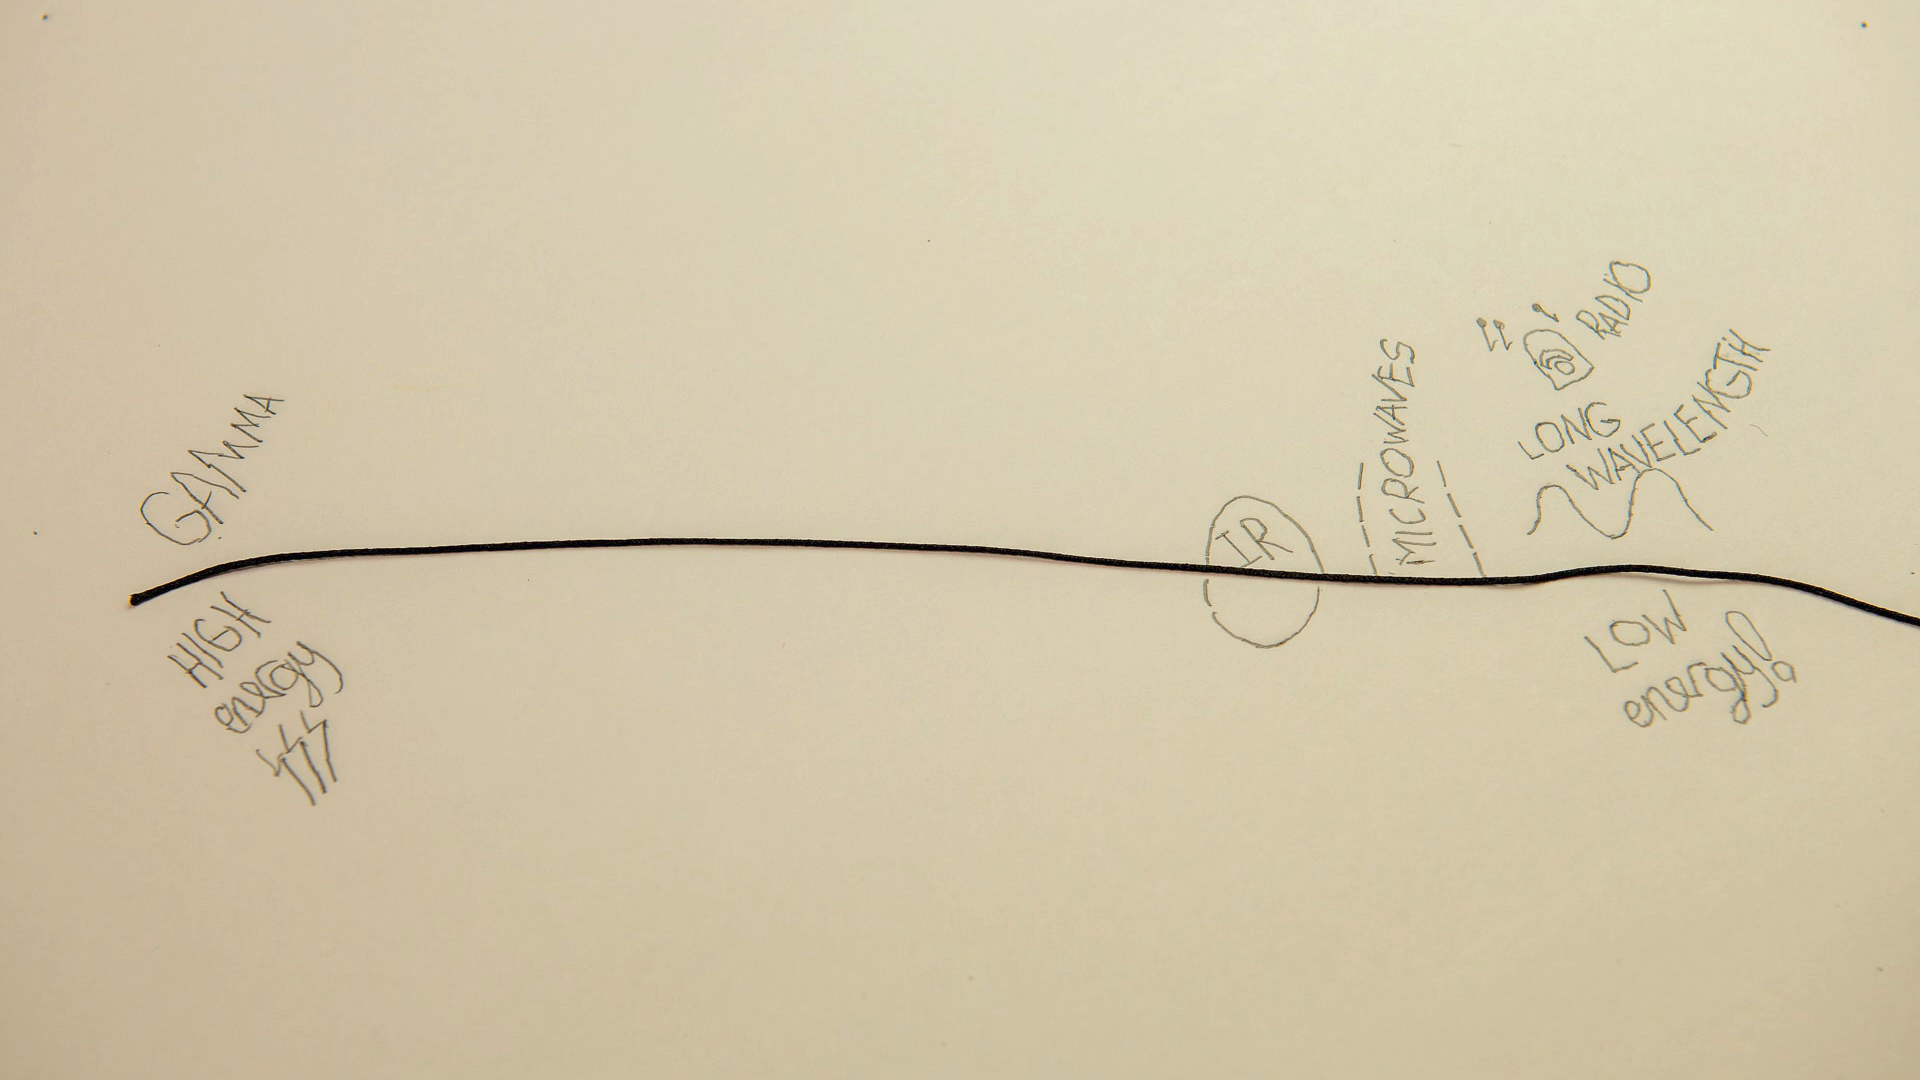 GAMMA
HIGH
energy
IR
MICROWAVES
RADIO
LONG
WAVELENGTH
LOW
energy!